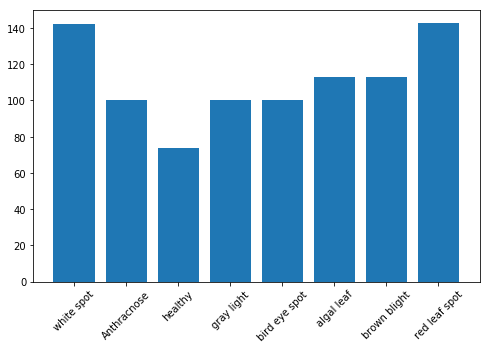 140
120
100
80
60
40
20
0
white spot
Anthracnose
healthy
gray light
bird eye spot
algal leaf
brown blight
red leaf spot